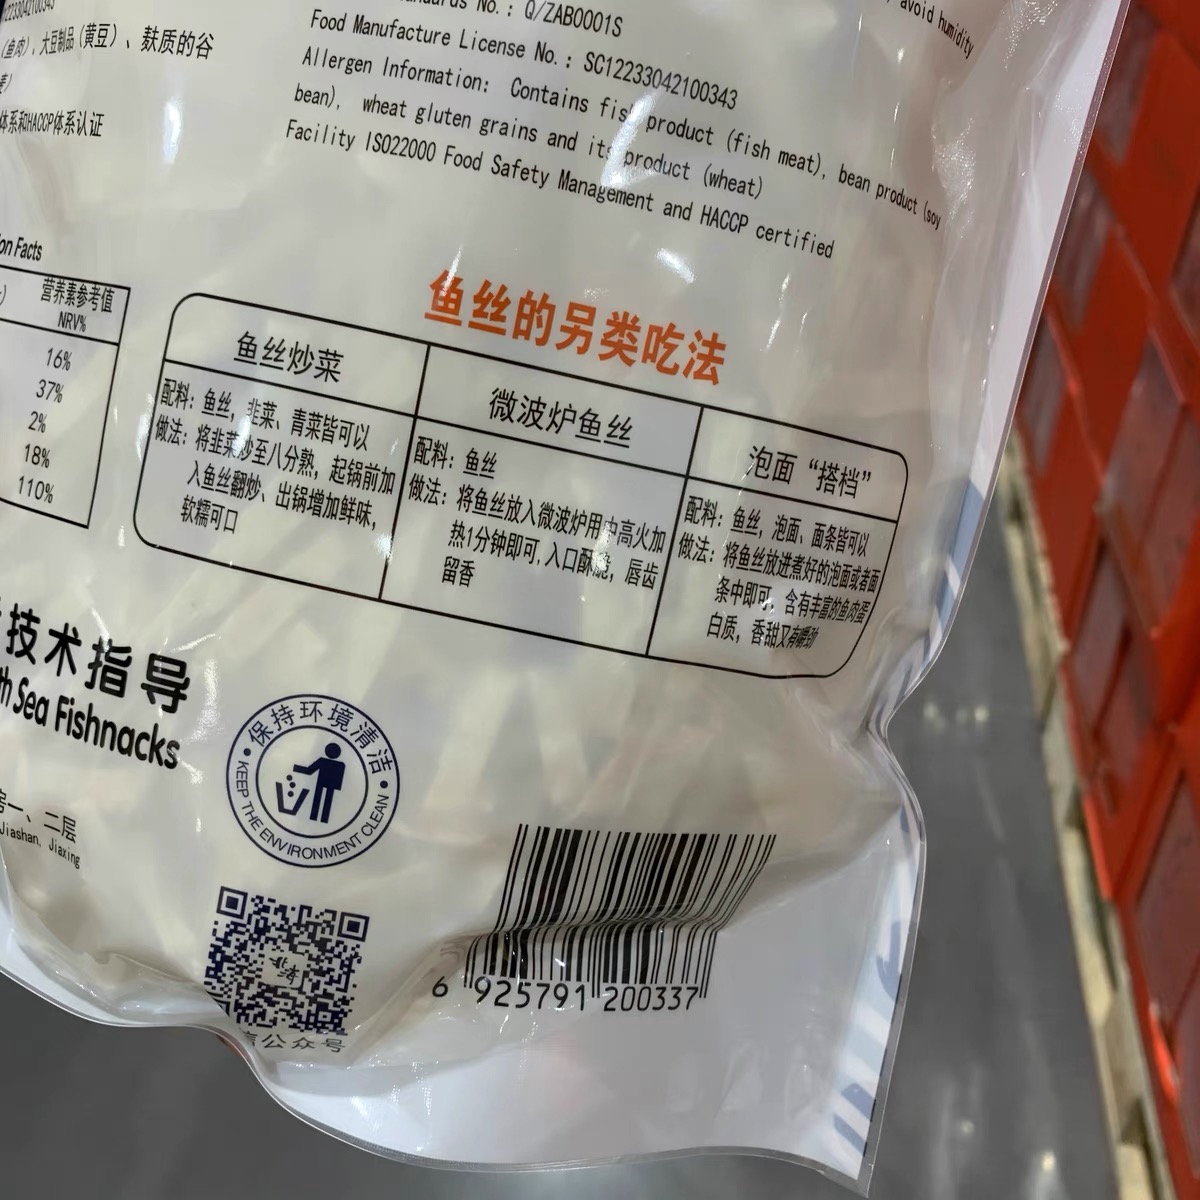 1223304210034
(鱼肉)，大豆制品(黄豆)、麸质的谷
麦)
体系和HACCP体系认证
No.: Q/ZAB0001S
Food Manufacture License No.: SC12233042100343
Allergen Information: Contains fish product (fish meat), bean product (soy
bean), wheat gluten grains and its product (wheat)
Facility ISO22000 Food Safety Management and HACCP certified
avoid humidity
Facts
营养素参考值
NRV%
16%
37%
2%
18%
110%
鱼丝的另类吃法
鱼丝炒菜
配料：鱼丝，韭菜、青菜皆可以
做法：将韭菜炒至八分熟，起锅前加
入鱼丝翻炒、出锅增加鲜味，
软糯可口
微波炉鱼丝
配料：鱼丝
做法：将鱼丝放入微波炉用中高火加
热1分钟即可，入口酥脆，唇齿
留香
泡面“搭档”
配料：鱼丝，泡面、面条皆可以
做法：将鱼丝放进煮好的泡面或者面
条中即可，含有丰富的鱼肉蛋
白质，香甜又有嚼劲
技术指导
Sea Fishnacks
一、二层
Jiashan, Jiaxing
保持环境清洁
KEEP THE ENVIRONMENT CLEAN
信公众号
6 925791 200337